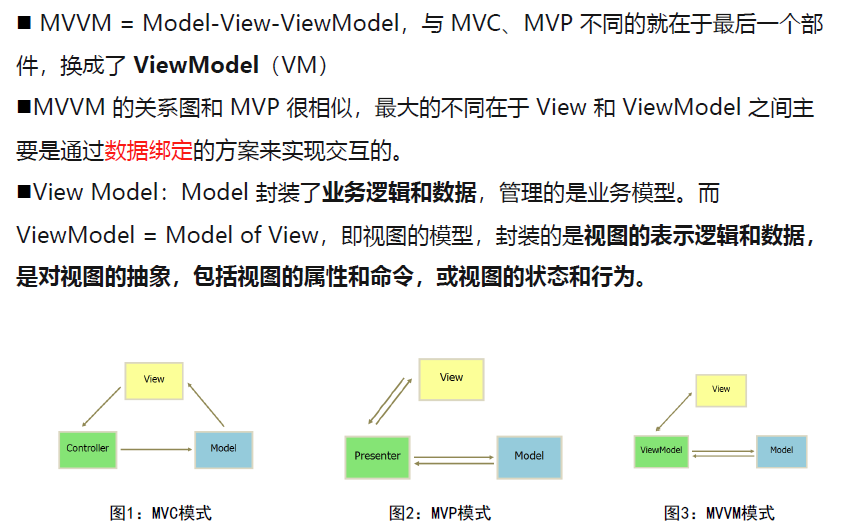 ■ MVVM = Model-View-ViewModel，与 MVC、MVP 不同的就在于最后一个部
件，换成了 ViewModel（VM）
■MVVM 的关系图和 MVP 很相似，最大的不同在于 View 和 ViewModel 之间主
要是通过数据绑定的方案来实现交互的。
■View Model：Model 封装了业务逻辑和数据，管理的是业务模型。而
ViewModel = Model of View，即视图的模型，封装的是视图的表示逻辑和数据，
是对视图的抽象，包括视图的属性和命令，或视图的状态和行为。
View
Controller
Model
图1：MVC模式
View
Presenter
Model
图2：MVP模式
View
ViewModel
Model
图3：MVVM模式